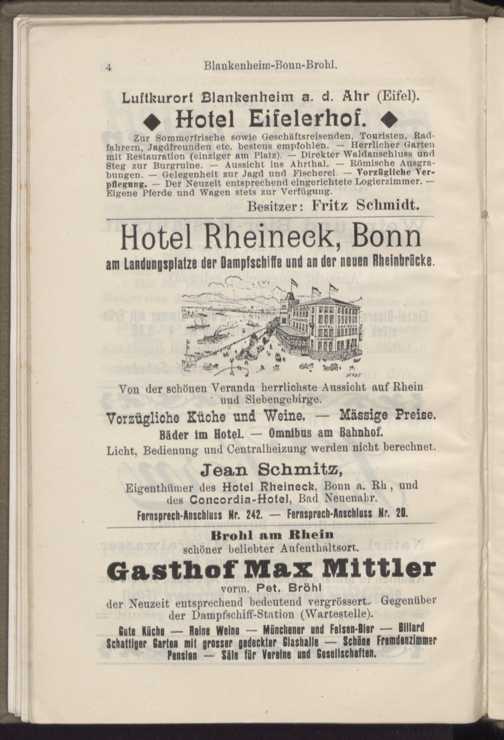 4
Blankenheim-Bonn-Brohl.
Luftkurort Blankenheim a. d. Ahr (Eifel).
◆ Hotel Eifelerhof. ◆
Zur Sommerfrische sowie Geschäftsreisenden, Touristen, Rad-
fahrern, Jagdfreunden etc. bestens empfohlen. — Herrlicher Garten
mit Restauration (einziger am Platz). — Direkter Waldanschluss und
Steg zur Burgruine. — Aussicht ins Ahrthal. — Römische Ausgra-
bungen. — Gelegenheit zur Jagd und Fischerei. — Vorzügliche Ver-
pflegung. — Der Neuzeit entsprechend eingerichtete Logierzimmer. —
Eigene Pferde und Wagen stets zur Verfügung.
Besitzer: Fritz Schmidt.
Hotel Rheineck, Bonn
am Landungsplatze der Dampfschiffe und an der neuen Rheinbrücke.
Von der schönen Veranda herrlichste Aussicht auf Rhein
und Siebengebirge.
Vorzügliche Küche und Weine. — Mässige Preise.
Bäder im Hotel. — Omnibus am Bahnhof.
Licht, Bedienung und Centralheizung werden nicht berechnet.
Jean Schmitz,
Eigenthümer des Hotel Rheineck, Bonn a. Rh., und
des Concordia-Hotel, Bad Neuenahr.
Fernsprech-Anschluss Nr. 242. — Fernsprech-Anschluss Nr. 20.
Brohl am Rhein
schöner beliebter Aufenthaltsort.
Gasthof Max Mittler
vorm. Pet. Bröhl
der Neuzeit entsprechend bedeutend vergrössert. Gegenüber
der Dampfschiff-Station (Wartestelle).
Gute Küche — Reine Weine — Münchener und Felsen-Bier — Billard
Schattiger Garten mit grosser gedeckter Glashalle — Schöne Fremdenzimmer
Pension — Säle für Vereine und Gesellschaften.